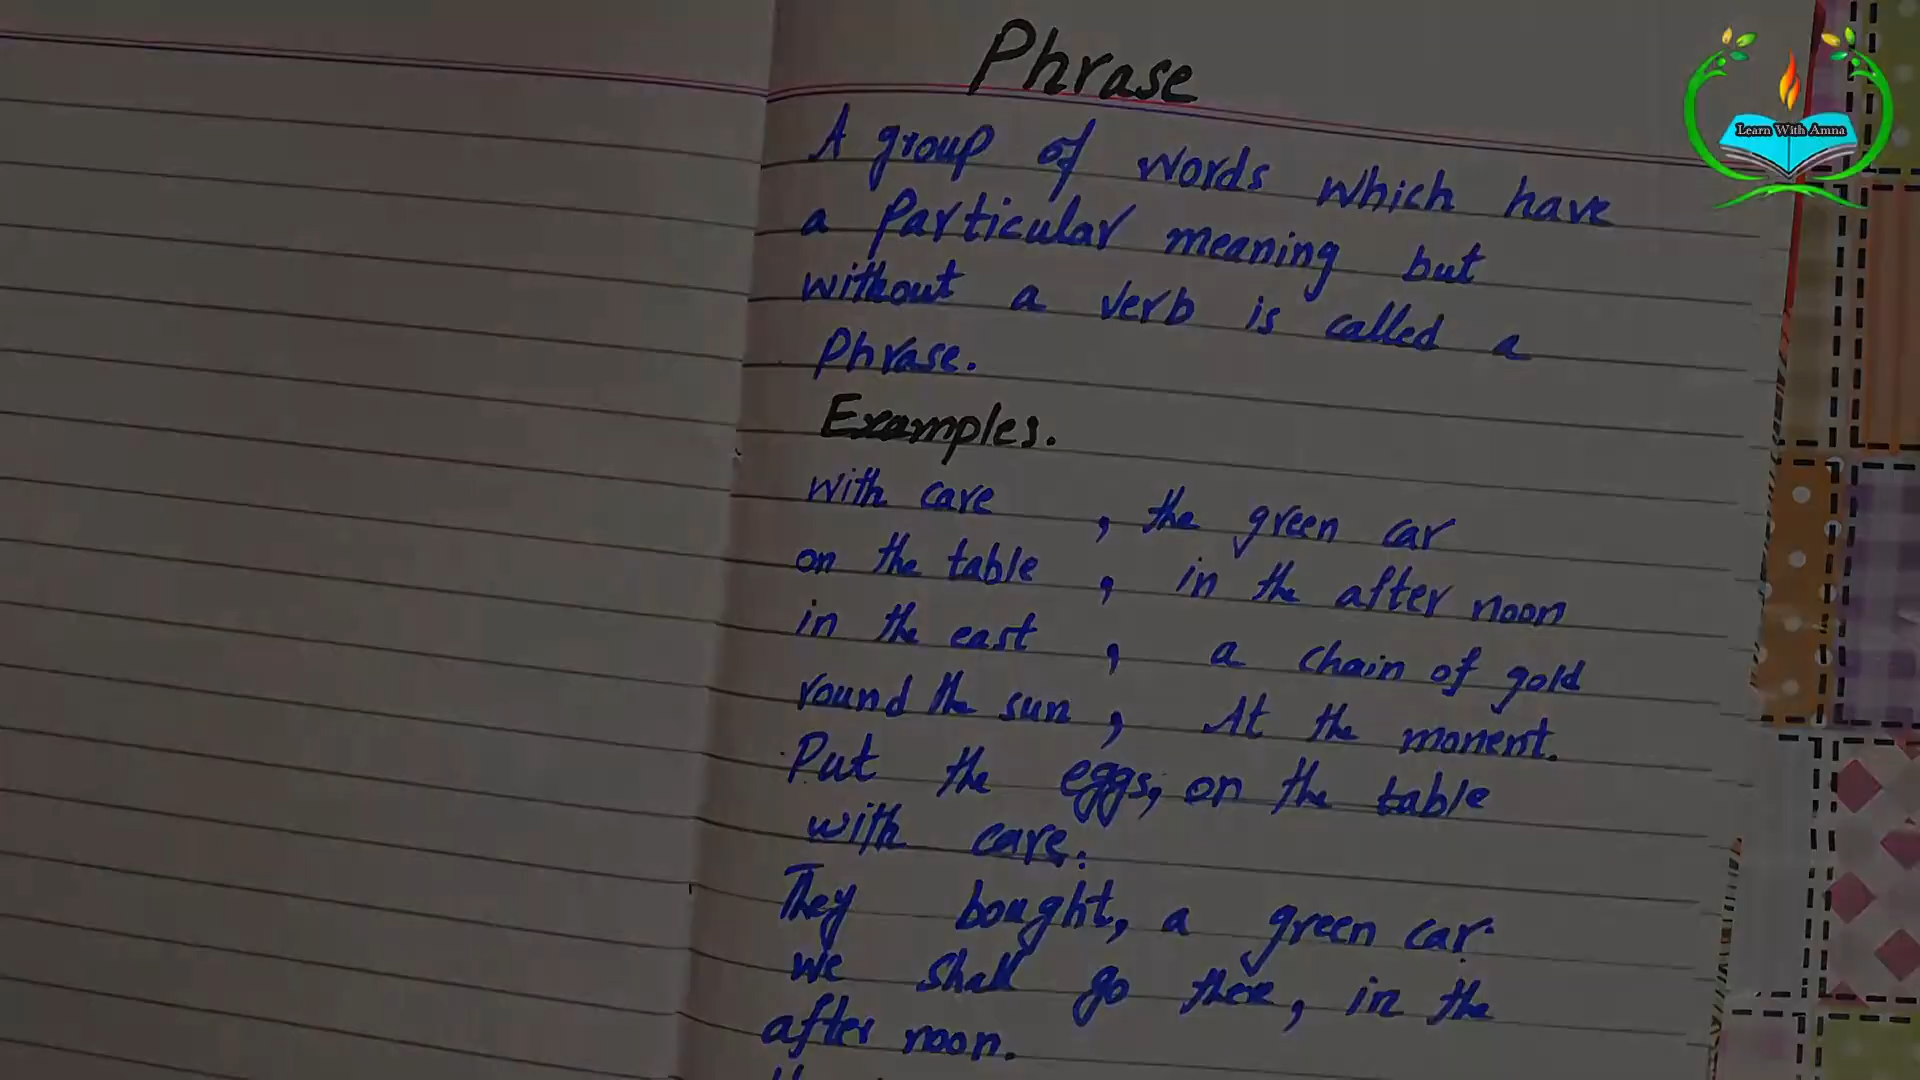 Phrase
Learn With Amna
A group of words which have
a particular meaning but
without a verb is called a
Phrase.
Examples.
with care , the green car
on the table , in the after noon
in the east , a chain of gold
round the sun , At the monent.
Put the eggs, on the table
with care.
They bought, a green car.
we shall go there, in the
after noon.